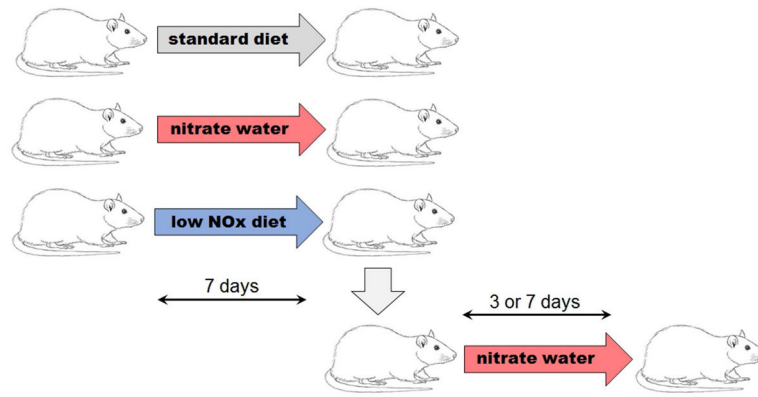 standard diet
nitrate water
low NOx diet
7 days
3 or 7 days
nitrate water